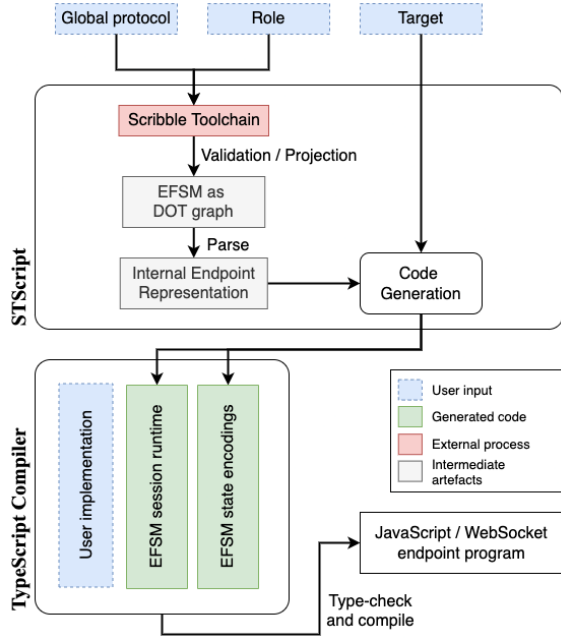 Global protocol
Role
Target
Scribble Toolchain
Validation / Projection
EFSM as
DOT graph
Parse
Internal Endpoint
Representation
Code
Generation
STScript
User implementation
EFSM session runtime
EFSM state encodings
TypeScript Compiler
User input
Generated code
External process
Intermediate
artefacts
JavaScript / WebSocket
endpoint program
Type-check
and compile